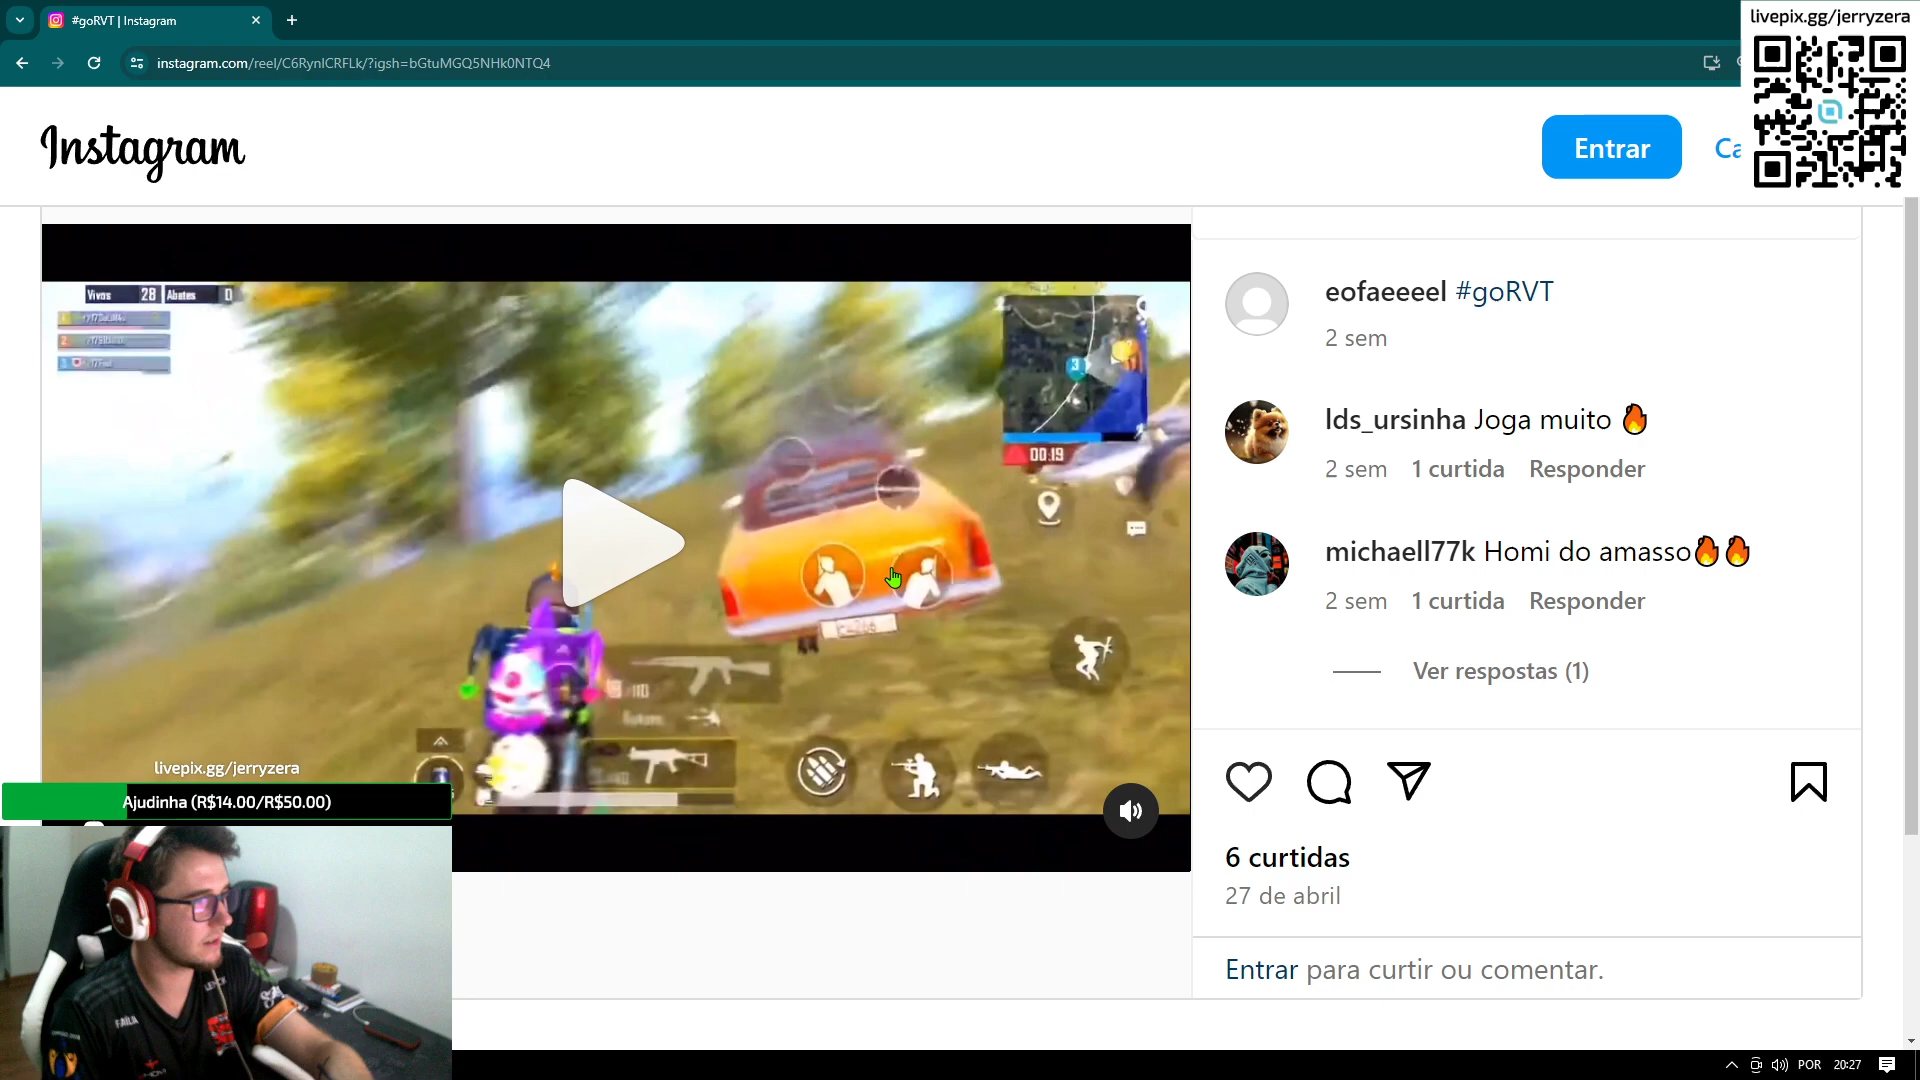 #goRVT | Instagram
livepix.gg/jerryzera
instagram.com/reel/C6RynICRFLk/?igsh=bGtuMGQ5NHk0NTQ4
Instagram
Entrar
Ca
Vivos 28 Abates 0
00:19
eofaeeeel #goRVT
2 sem
lds_ursinha Joga muito 🔥
2 sem 1 curtida Responder
michaell77k Homi do amasso🔥🔥
2 sem 1 curtida Responder
Ver respostas (1)
livepix.gg/jerryzera
Ajudinha (R$14.00/R$50.00)
6 curtidas
27 de abril
Entrar para curtir ou comentar.
POR 20:27